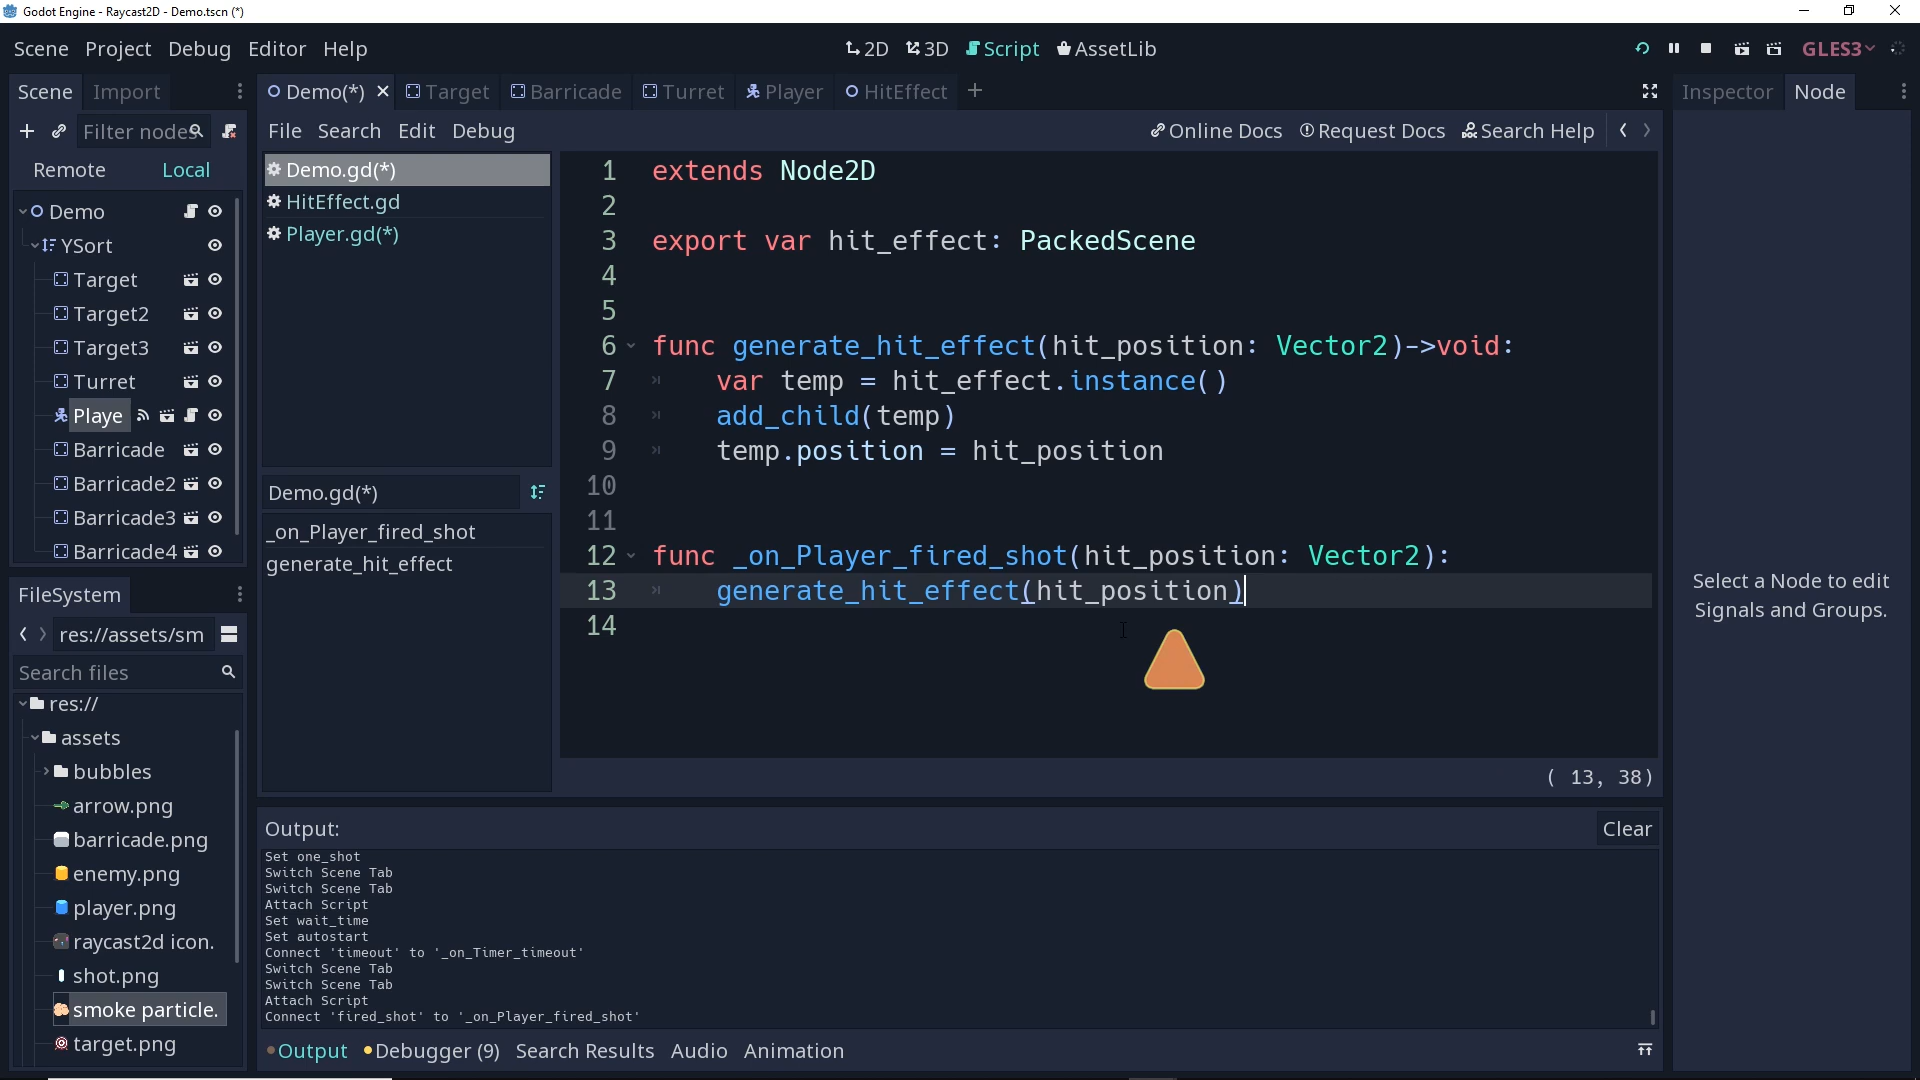 Godot Engine - Raycast2D - Demo.tscn (*)
Scene Project Debug Editor Help
2D 3D Script AssetLib
GLES3
Scene Import
Demo(*) Target Barricade Turret Player HitEffect
Inspector Node
Filter nodes
File Search Edit Debug
Online Docs Request Docs Search Help
Remote Local
Demo
YSort
Target
Target2
Target3
Turret
Playe
Barricade
Barricade2
Barricade3
Barricade4
Demo.gd(*)
HitEffect.gd
Player.gd(*)
Demo.gd(*)
_on_Player_fired_shot
generate_hit_effect
1 extends Node2D
2
3 export var hit_effect: PackedScene
4
5
6 func generate_hit_effect(hit_position: Vector2)->void:
7 var temp = hit_effect.instance()
8 add_child(temp)
9 temp.position = hit_position
10
11
12 func _on_Player_fired_shot(hit_position: Vector2):
13 generate_hit_effect(hit_position)
14
( 13, 38)
Select a Node to edit
Signals and Groups.
FileSystem
res://assets/sm
Search files
res://
assets
bubbles
arrow.png
barricade.png
enemy.png
player.png
raycast2d icon.
shot.png
smoke particle.
target.png
Output:
Clear
Set one_shot
Switch Scene Tab
Switch Scene Tab
Attach Script
Set wait_time
Set autostart
Connect 'timeout' to '_on_Timer_timeout'
Switch Scene Tab
Switch Scene Tab
Attach Script
Connect 'fired_shot' to '_on_Player_fired_shot'
Output Debugger (9) Search Results Audio Animation